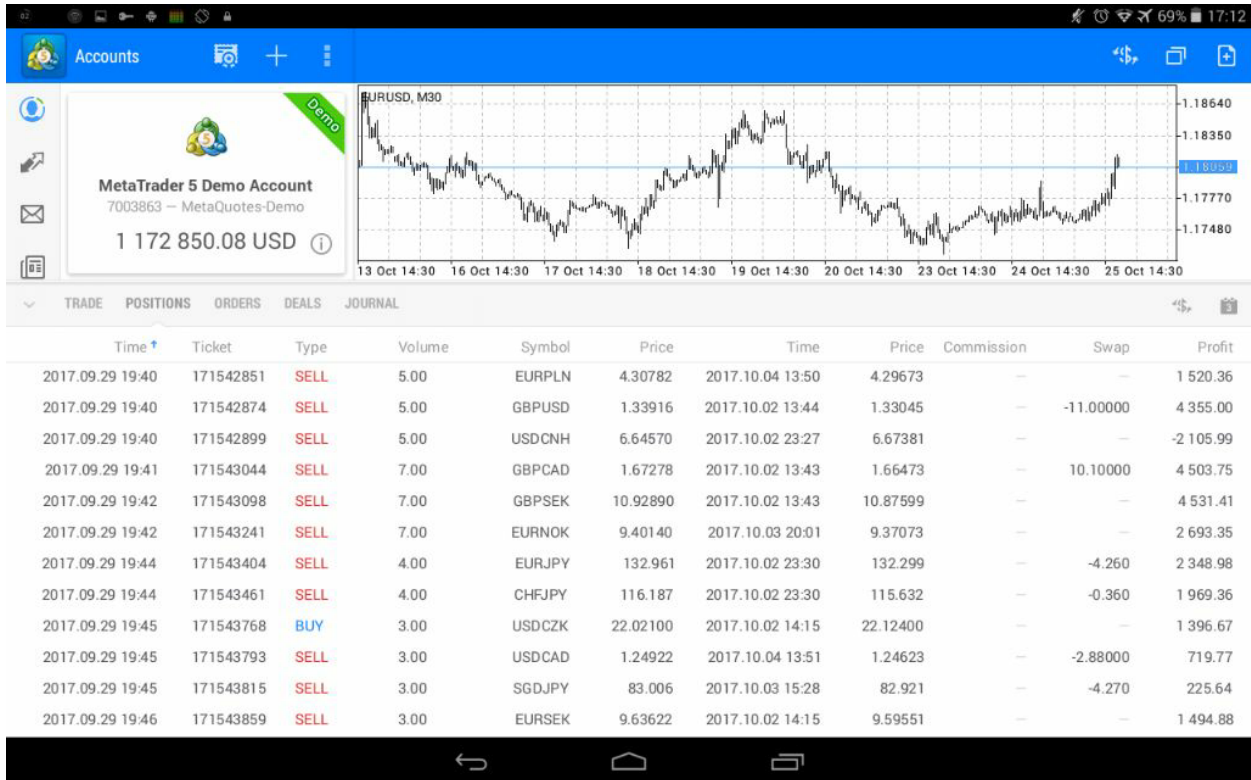 69% 17:12
Accounts
Demo
MetaTrader 5 Demo Account
7003863 — MetaQuotes-Demo
1 172 850.08 USD
EURUSD, M30
1.18640
1.18350
1.18059
1.17770
1.17480
13 Oct 14:30 16 Oct 14:30 17 Oct 14:30 18 Oct 14:30 19 Oct 14:30 20 Oct 14:30 23 Oct 14:30 24 Oct 14:30 25 Oct 14:30
TRADE POSITIONS ORDERS DEALS JOURNAL
Time Ticket Type Volume Symbol Price Time Price Commission Swap Profit
2017.09.29 19:40 171542851 SELL 5.00 EURPLN 4.30782 2017.10.04 13:50 4.29673 — — 1 520.36
2017.09.29 19:40 171542874 SELL 5.00 GBPUSD 1.33916 2017.10.02 13:44 1.33045 — -11.00000 4 355.00
2017.09.29 19:40 171542899 SELL 5.00 USDCNH 6.64570 2017.10.02 23:27 6.67381 — — -2 105.99
2017.09.29 19:41 171543044 SELL 7.00 GBPCAD 1.67278 2017.10.02 13:43 1.66473 — 10.10000 4 503.75
2017.09.29 19:42 171543098 SELL 7.00 GBPSEK 10.92890 2017.10.02 13:43 10.87599 — — 4 531.41
2017.09.29 19:42 171543241 SELL 7.00 EURNOK 9.40140 2017.10.03 20:01 9.37073 — — 2 693.35
2017.09.29 19:44 171543404 SELL 4.00 EURJPY 132.961 2017.10.02 23:30 132.299 — -4.260 2 348.98
2017.09.29 19:44 171543461 SELL 4.00 CHFJPY 116.187 2017.10.02 23:30 115.632 — -0.360 1 969.36
2017.09.29 19:45 171543768 BUY 3.00 USDCZK 22.02100 2017.10.02 14:15 22.12400 — — 1 396.67
2017.09.29 19:45 171543793 SELL 3.00 USDCAD 1.24922 2017.10.04 13:51 1.24623 — -2.88000 719.77
2017.09.29 19:45 171543815 SELL 3.00 SGDJPY 83.006 2017.10.03 15:28 82.921 — -4.270 225.64
2017.09.29 19:46 171543859 SELL 3.00 EURSEK 9.63622 2017.10.02 14:15 9.59551 — — 1 494.88